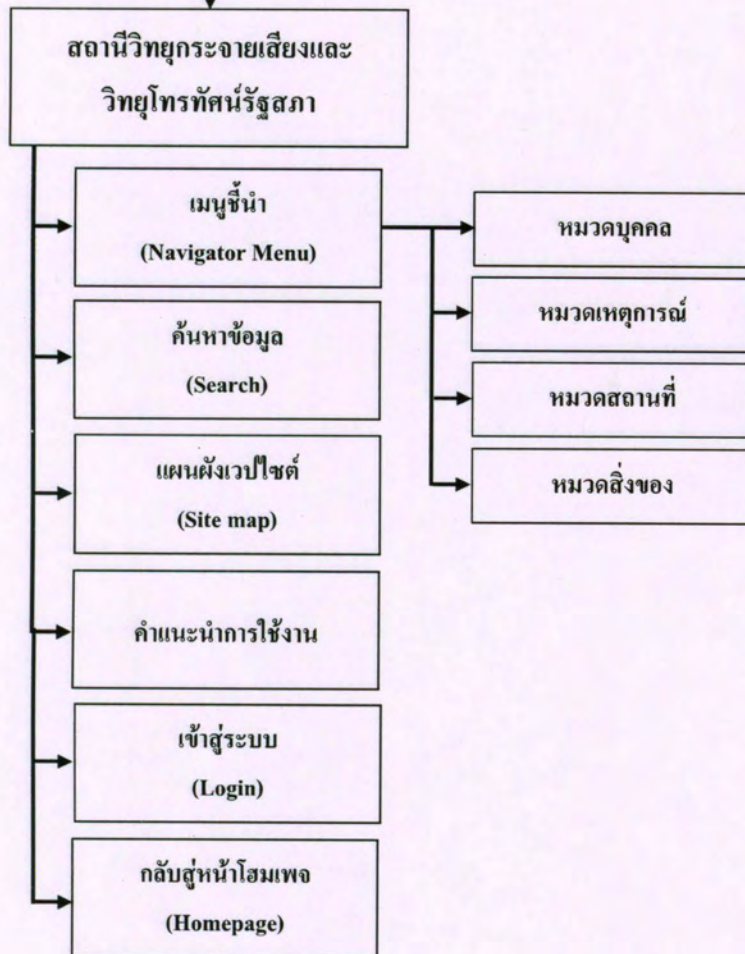 สถานีวิทยุกระจายเสียงและ
วิทยุโทรทัศน์รัฐสภา
เมนูชี้นำ
(Navigator Menu)
ค้นหาข้อมูล
(Search)
แผนผังเวปไซต์
(Site map)
คำแนะนำการใช้งาน
เข้าสู่ระบบ
(Login)
กลับสู่หน้าโฮมเพจ
(Homepage)
หมวดบุคคล
หมวดเหตุการณ์
หมวดสถานที่
หมวดสิ่งของ